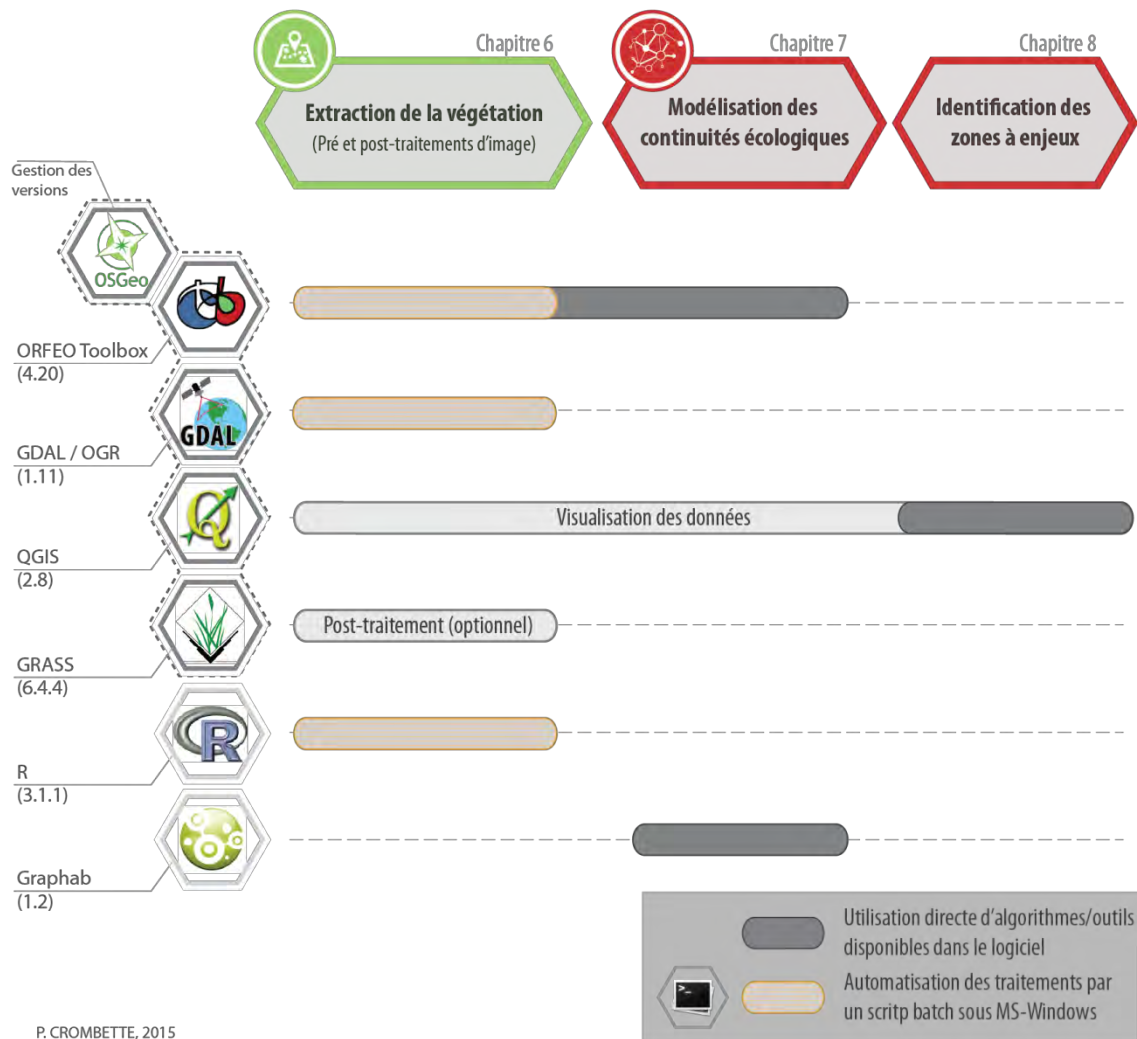 Chapitre 6
Chapitre 7
Chapitre 8
Extraction de la végétation
(Pré et post-traitements d'image)
Modélisation des
continuités écologiques
Identification des
zones à enjeux
Gestion des
versions
OSGeo
ORFEO Toolbox
(4.20)
GDAL
GDAL / OGR
(1.11)
Visualisation des données
QGIS
(2.8)
Post-traitement (optionnel)
GRASS
(6.4.4)
R
R
(3.1.1)
Graphab
(1.2)
Utilisation directe d'algorithmes/outils
disponibles dans le logiciel
>_
Automatisation des traitements par
un scritp batch sous MS-Windows
P. CROMBETTE, 2015